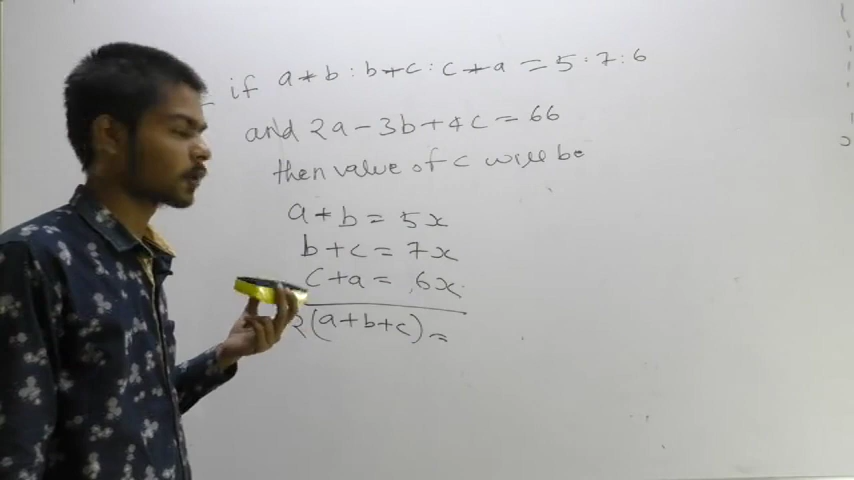 if a+b : b+c : c+a = 5 : 7 : 6
and 2a - 3b + 4c = 66
then value of c will be
a + b = 5x
b + c = 7x
c + a = 6x
2(a+b+c) =